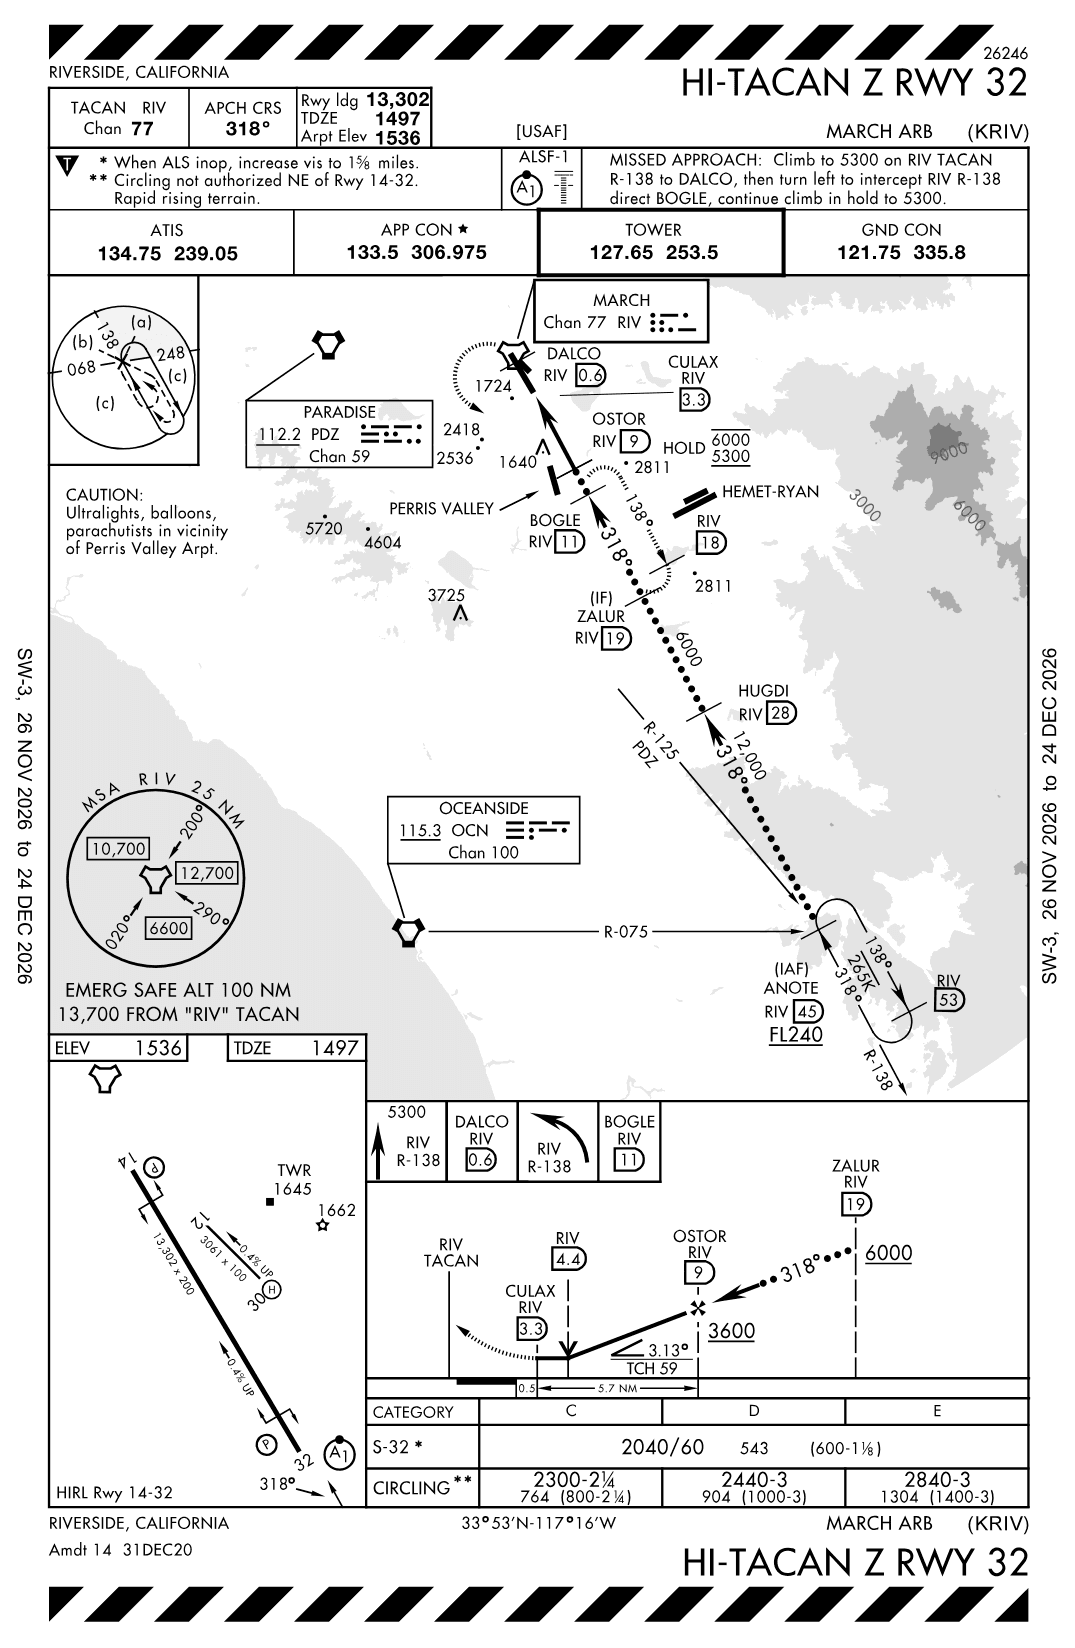 26246
RIVERSIDE, CALIFORNIA
HI-TACAN Z RWY 32
TACAN RIV
Chan 77
APCH CRS
318°
Rwy ldg 13,302
TDZE 1497
Arpt Elev 1536
[USAF]
MARCH ARB (KRIV)
T
* When ALS inop, increase vis to 1⅝ miles.
** Circling not authorized NE of Rwy 14-32.
Rapid rising terrain.
ALSF-1
A1
MISSED APPROACH: Climb to 5300 on RIV TACAN
R-138 to DALCO, then turn left to intercept RIV R-138
direct BOGLE, continue climb in hold to 5300.
ATIS
134.75 239.05
APP CON ★
133.5 306.975
TOWER
127.65 253.5
GND CON
121.75 335.8
138
(a)
(b)
068
248
(c)
(c)
MARCH
Chan 77 RIV
DALCO
RIV 0.6
CULAX
RIV
3.3
1724
PARADISE
112.2 PDZ
Chan 59
2418
2536
OSTOR
RIV 9
HOLD
6000
5300
1640
2811
PERRIS VALLEY
HEMET-RYAN
9000
3000
6000
CAUTION:
Ultralights, balloons,
parachutists in vicinity
of Perris Valley Arpt.
5720
4604
BOGLE
RIV 11
138°
318°
RIV
18
2811
3725
(IF)
ZALUR
RIV 19
6000
HUGDI
RIV 28
R-125
PDZ
12,000
318°
MSA RIV 25 NM
200°
10,700
12,700
6600
020°
290°
OCEANSIDE
115.3 OCN
Chan 100
R-075
138°
265K
318°
(IAF)
ANOTE
RIV 45
FL240
RIV
53
R-138
EMERG SAFE ALT 100 NM
13,700 FROM "RIV" TACAN
SW-3, 26 NOV 2026 to 24 DEC 2026
SW-3, 26 NOV 2026 to 24 DEC 2026
ELEV 1536
TDZE 1497
14
P
TWR
1645
1662
12
3061 x 100
0.4% UP
30
H
13,302 x 200
0.4% UP
P
32
A1
318°
HIRL Rwy 14-32
5300
RIV
R-138
DALCO
RIV
0.6
RIV
R-138
BOGLE
RIV
11
ZALUR
RIV
19
RIV
TACAN
RIV
4.4
OSTOR
RIV
9
318°
6000
CULAX
RIV
3.3
3600
3.13°
TCH 59
0.5
5.7 NM
CATEGORY C D E
S-32 * 2040/60 543 (600-1⅛)
CIRCLING ** 2300-2¼ 2440-3 2840-3
764 (800-2¼) 904 (1000-3) 1304 (1400-3)
RIVERSIDE, CALIFORNIA
33°53'N-117°16'W
MARCH ARB (KRIV)
Amdt 14 31DEC20
HI-TACAN Z RWY 32